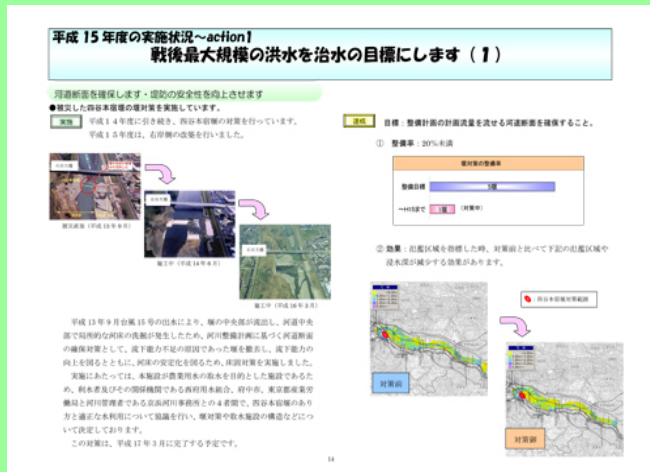 平成15年度の実施状況～action1
戦後最大規模の洪水を治水の目標にします（1）
河道断面を確保します・堤防の安全性を向上させます
●被災した四谷本宿堰の堰対策を実施しています。
実施
平成14年度に引き続き、四谷本宿堰の対策を行っています。
平成15年度は、右岸側の改築を行いました。
被災直後（平成13年9月）
施工中（平成14年6月）
施工中（平成16年3月）
平成13年9月台風15号の出水により、堰の中央部が流出し、河道中央
部で局所的な河床の洗掘が発生したため、河川整備計画に基づく河道断面
の確保対策として、流下能力不足の原因であった堰を撤去し、流下能力の
向上を図るとともに、河床の安定化を図るため、床固対策を実施しました。
実施にあたっては、本施設が農業用水の取水を目的とした施設であるた
め、利水者及びその関係機関である西府用水組合、府中市、東京都産業労
働局と河川管理者である京浜河川事務所との4者間で、四谷本宿堰のあり
方と適正な水利用について協議を行い、堰対策や取水施設の構造などにつ
いて決定しております。
この対策は、平成17年3月に完了する予定です。
達成
目標：整備計画の計画流量を流せる河道断面を確保すること。
① 整備率：20％未満
堰対策の整備率
整備目標
5堰
～H15まで
1堰
（対策中）
② 効果：氾濫区域を指標した時、対策前と比べて下記の氾濫区域や
浸水深が減少する効果があります。
：四谷本宿堰対策範囲
対策前
対策御
14